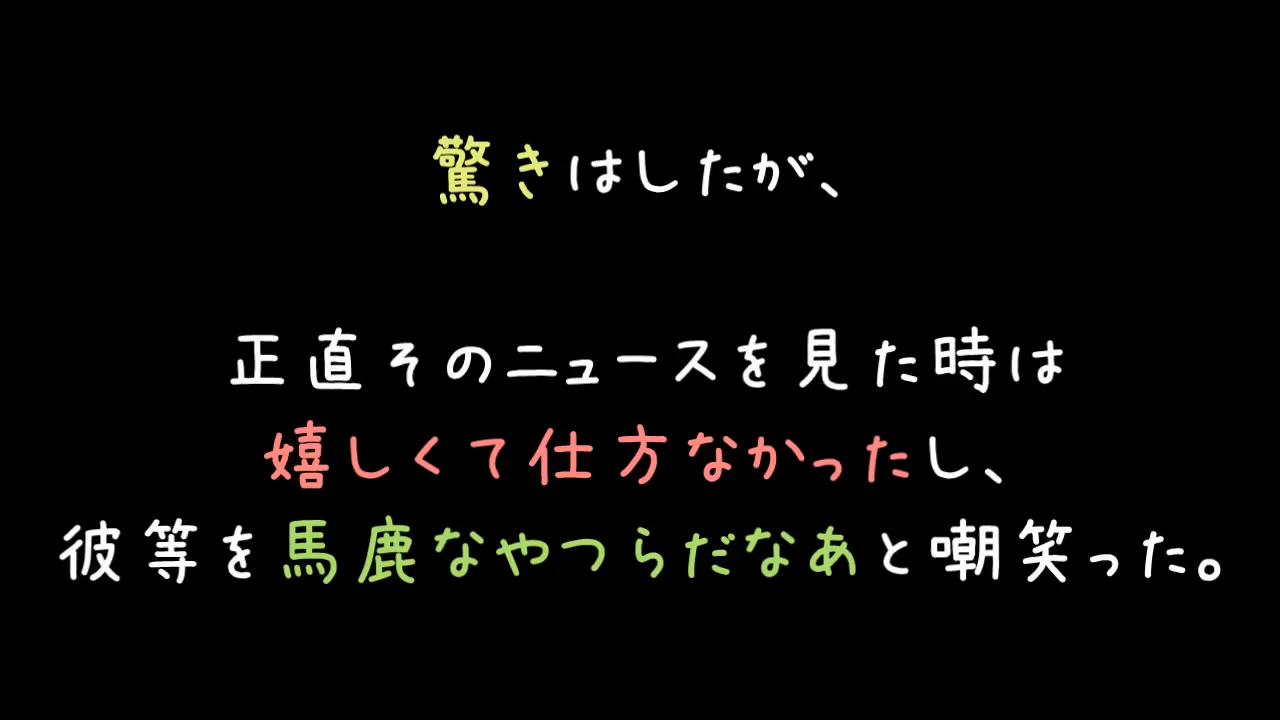 驚きはしたが、
正直そのニュースを見た時は
嬉しくて仕方なかったし、
彼等を馬鹿なやつらだなあと嘲笑った。